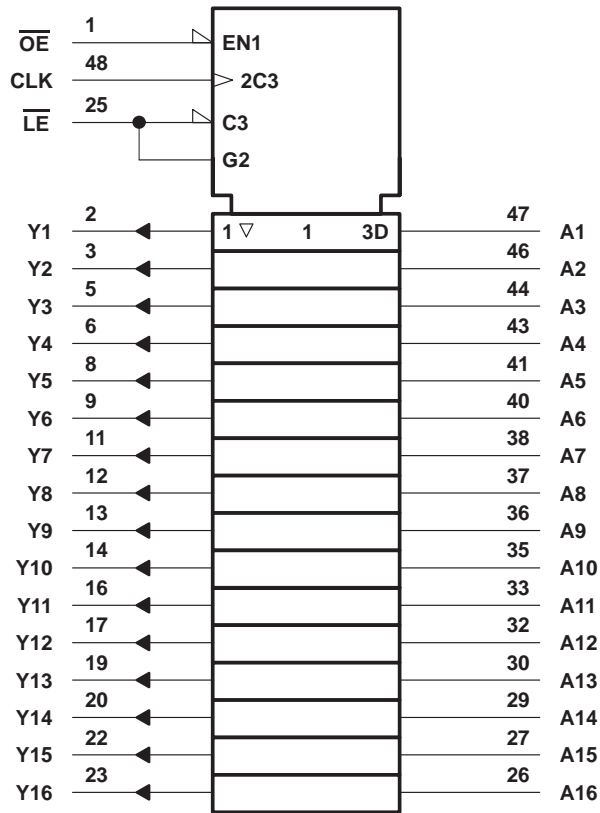 1
O̅E̅ EN1
48
CLK 2C3
25
L̅E̅ C3
G2
2 47
Y1 1 ▽ 1 3D A1
3 46
Y2 A2
5 44
Y3 A3
6 43
Y4 A4
8 41
Y5 A5
9 40
Y6 A6
11 38
Y7 A7
12 37
Y8 A8
13 36
Y9 A9
14 35
Y10 A10
16 33
Y11 A11
17 32
Y12 A12
19 30
Y13 A13
20 29
Y14 A14
22 27
Y15 A15
23 26
Y16 A16